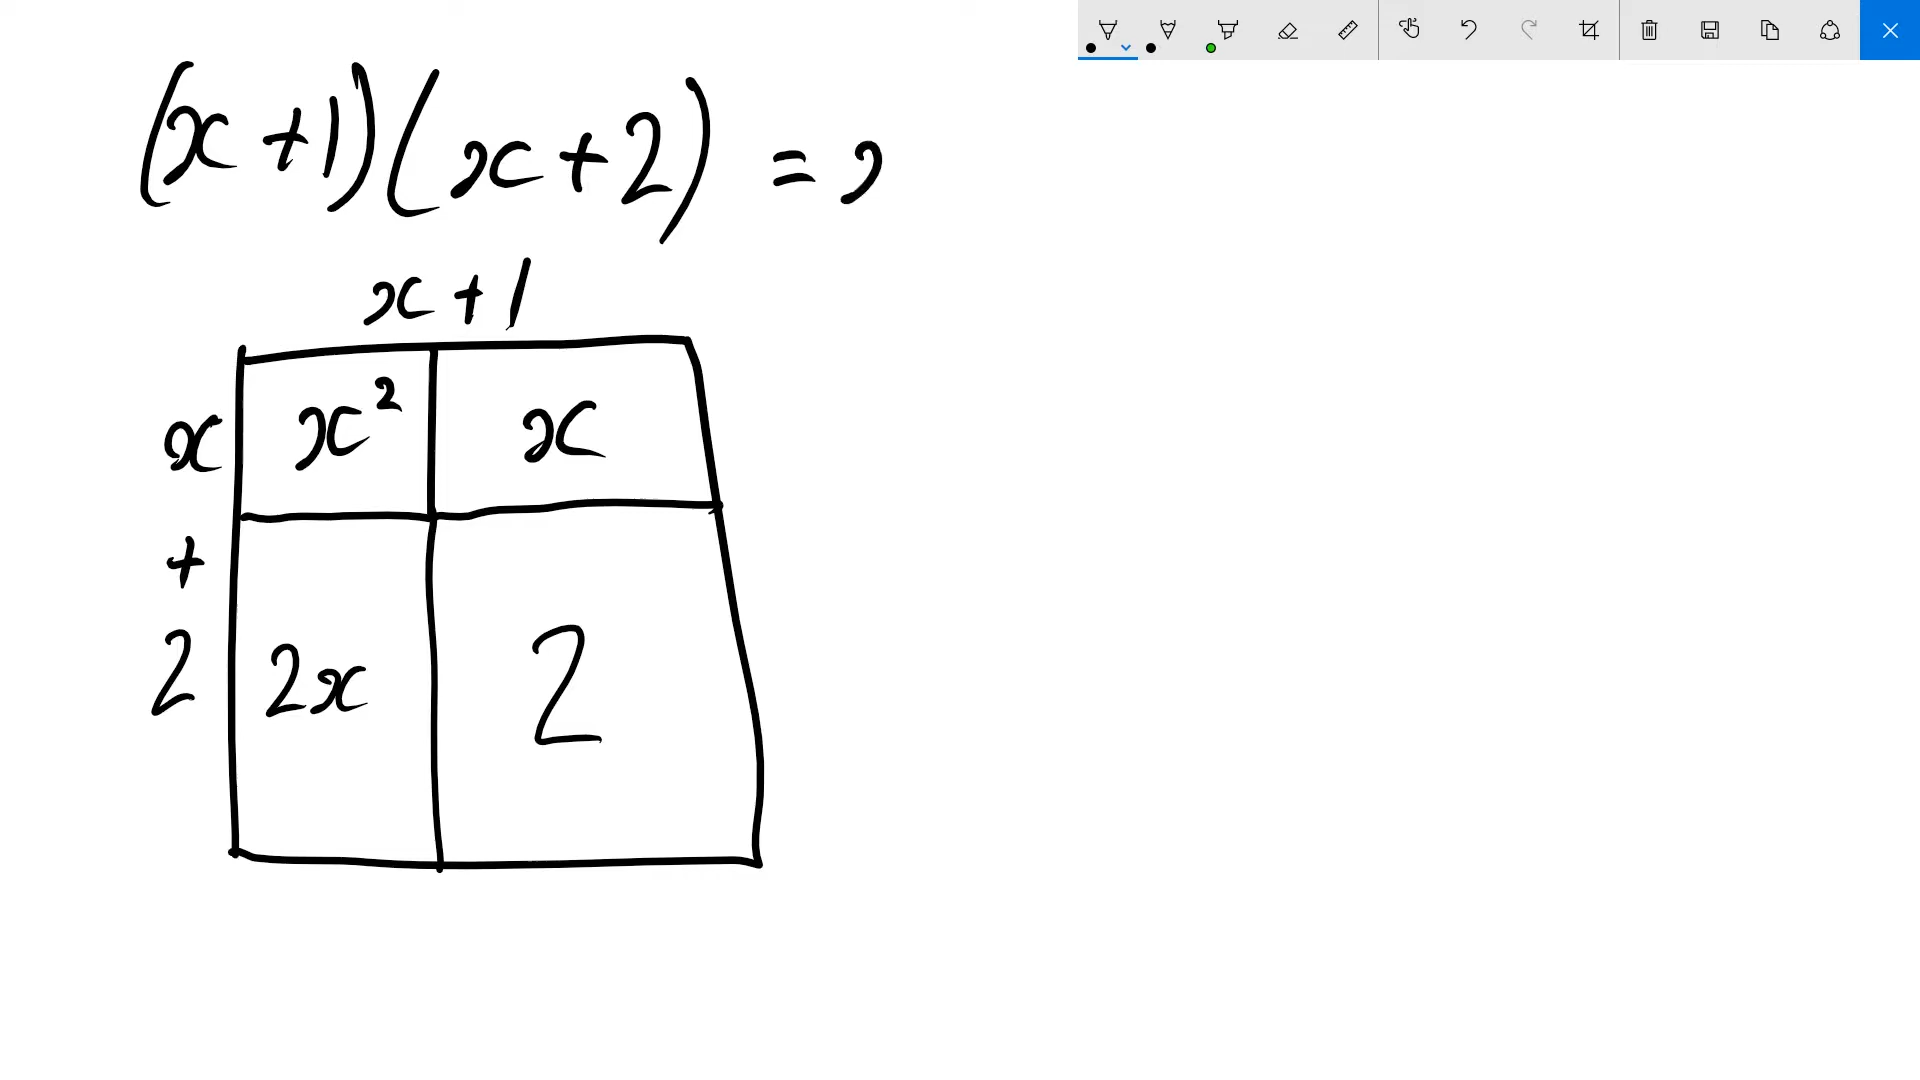 (x+1)(x+2) =
x+1
x x² x
+
2 2x 2